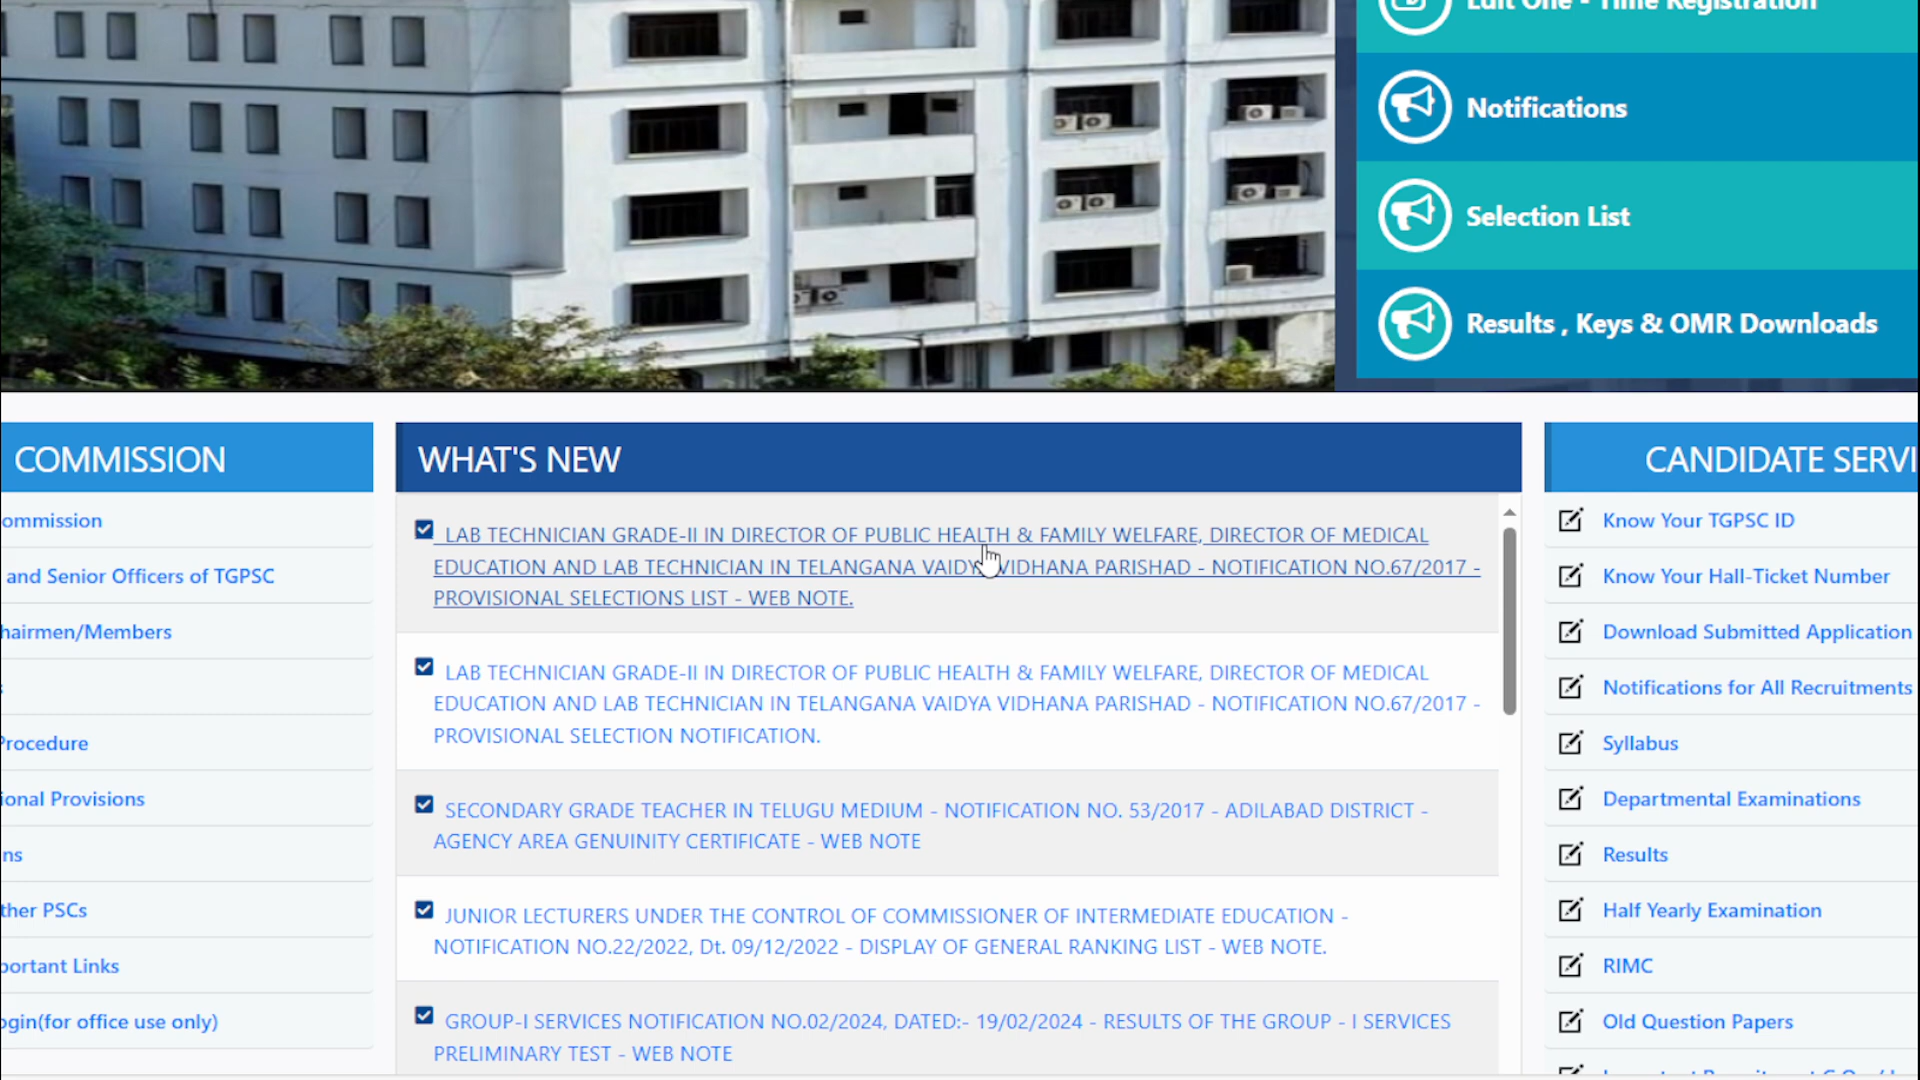 Edit One - Time Registration
Notifications
Selection List
Results , Keys & OMR Downloads
COMMISSION
ommission
and Senior Officers of TGPSC
hairmen/Members
s
Procedure
ional Provisions
ns
ther PSCs
portant Links
ogin(for office use only)
WHAT'S NEW
LAB TECHNICIAN GRADE-II IN DIRECTOR OF PUBLIC HEALTH & FAMILY WELFARE, DIRECTOR OF MEDICAL
EDUCATION AND LAB TECHNICIAN IN TELANGANA VAIDYA VIDHANA PARISHAD - NOTIFICATION NO.67/2017 -
PROVISIONAL SELECTIONS LIST - WEB NOTE.
LAB TECHNICIAN GRADE-II IN DIRECTOR OF PUBLIC HEALTH & FAMILY WELFARE, DIRECTOR OF MEDICAL
EDUCATION AND LAB TECHNICIAN IN TELANGANA VAIDYA VIDHANA PARISHAD - NOTIFICATION NO.67/2017 -
PROVISIONAL SELECTION NOTIFICATION.
SECONDARY GRADE TEACHER IN TELUGU MEDIUM - NOTIFICATION NO. 53/2017 - ADILABAD DISTRICT -
AGENCY AREA GENUINITY CERTIFICATE - WEB NOTE
JUNIOR LECTURERS UNDER THE CONTROL OF COMMISSIONER OF INTERMEDIATE EDUCATION -
NOTIFICATION NO.22/2022, Dt. 09/12/2022 - DISPLAY OF GENERAL RANKING LIST - WEB NOTE.
GROUP-I SERVICES NOTIFICATION NO.02/2024, DATED:- 19/02/2024 - RESULTS OF THE GROUP - I SERVICES
PRELIMINARY TEST - WEB NOTE
CANDIDATE SERVI
Know Your TGPSC ID
Know Your Hall-Ticket Number
Download Submitted Application
Notifications for All Recruitments
Syllabus
Departmental Examinations
Results
Half Yearly Examination
RIMC
Old Question Papers